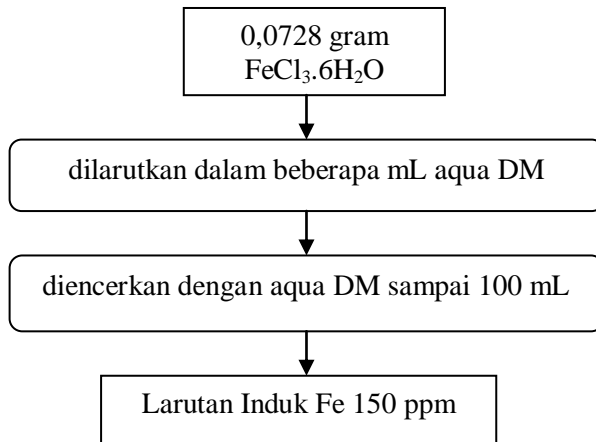 0,0728 gram
FeCl₃.6H₂O
dilarutkan dalam beberapa mL aqua DM
diencerkan dengan aqua DM sampai 100 mL
Larutan Induk Fe 150 ppm